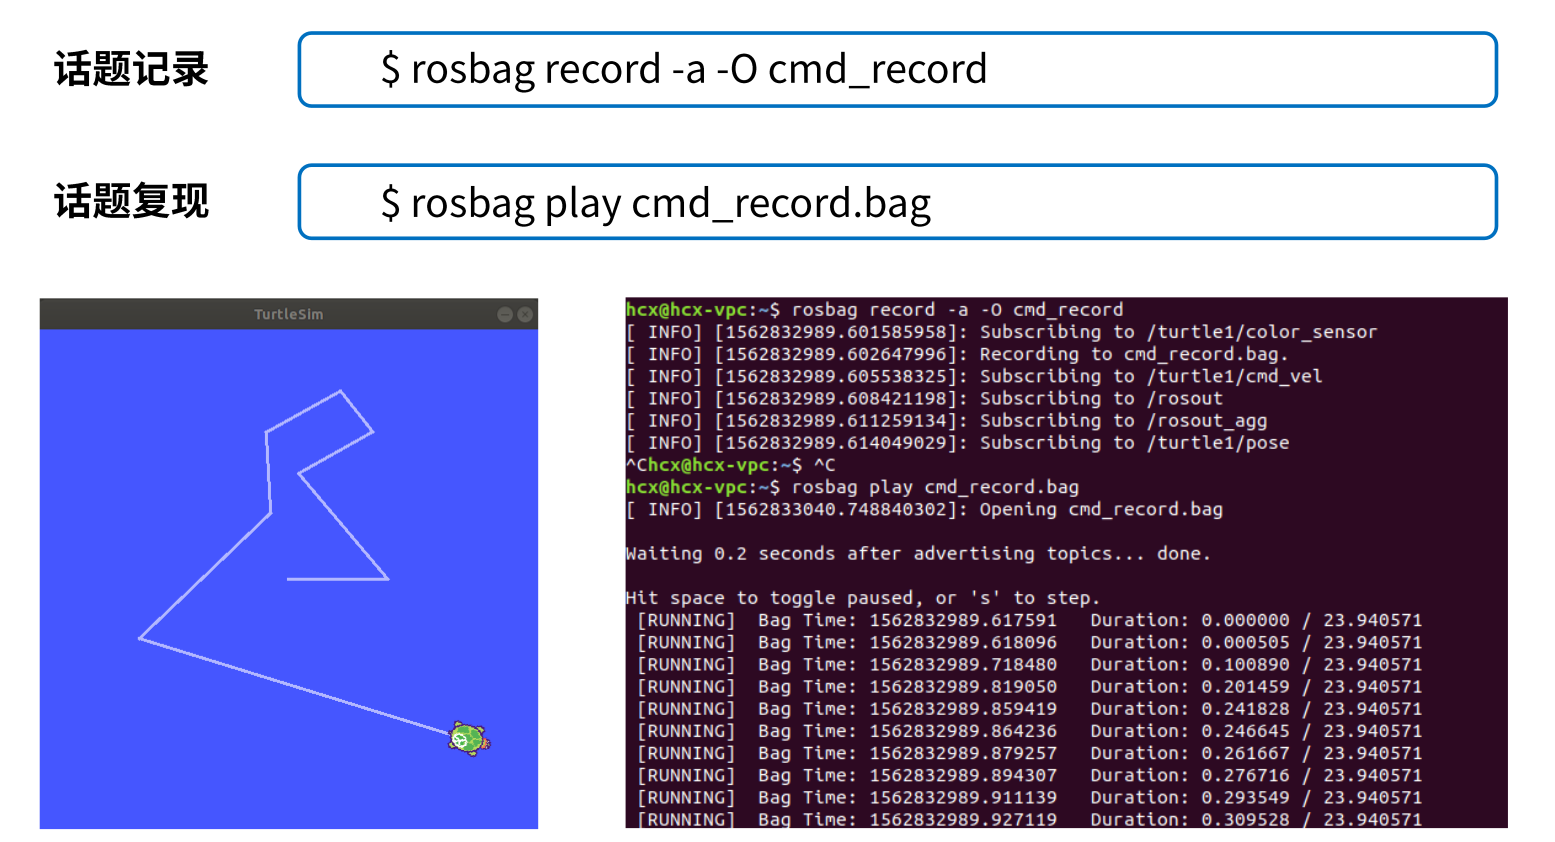 话题记录
$ rosbag record -a -O cmd_record
话题复现
$ rosbag play cmd_record.bag
TurtleSim
hcx@hcx-vpc:~$ rosbag record -a -O cmd_record
[ INFO] [1562832989.601585958]: Subscribing to /turtle1/color_sensor
[ INFO] [1562832989.602647996]: Recording to cmd_record.bag.
[ INFO] [1562832989.605538325]: Subscribing to /turtle1/cmd_vel
[ INFO] [1562832989.608421198]: Subscribing to /rosout
[ INFO] [1562832989.611259134]: Subscribing to /rosout_agg
[ INFO] [1562832989.614049029]: Subscribing to /turtle1/pose
^Chcx@hcx-vpc:~$ ^C
hcx@hcx-vpc:~$ rosbag play cmd_record.bag
[ INFO] [1562833040.748840302]: Opening cmd_record.bag
Waiting 0.2 seconds after advertising topics... done.
Hit space to toggle paused, or 's' to step.
[RUNNING]  Bag Time: 1562832989.617591   Duration: 0.000000 / 23.940571
[RUNNING]  Bag Time: 1562832989.618096   Duration: 0.000505 / 23.940571
[RUNNING]  Bag Time: 1562832989.718480   Duration: 0.100890 / 23.940571
[RUNNING]  Bag Time: 1562832989.819050   Duration: 0.201459 / 23.940571
[RUNNING]  Bag Time: 1562832989.859419   Duration: 0.241828 / 23.940571
[RUNNING]  Bag Time: 1562832989.864236   Duration: 0.246645 / 23.940571
[RUNNING]  Bag Time: 1562832989.879257   Duration: 0.261667 / 23.940571
[RUNNING]  Bag Time: 1562832989.894307   Duration: 0.276716 / 23.940571
[RUNNING]  Bag Time: 1562832989.911139   Duration: 0.293549 / 23.940571
[RUNNING]  Bag Time: 1562832989.927119   Duration: 0.309528 / 23.940571